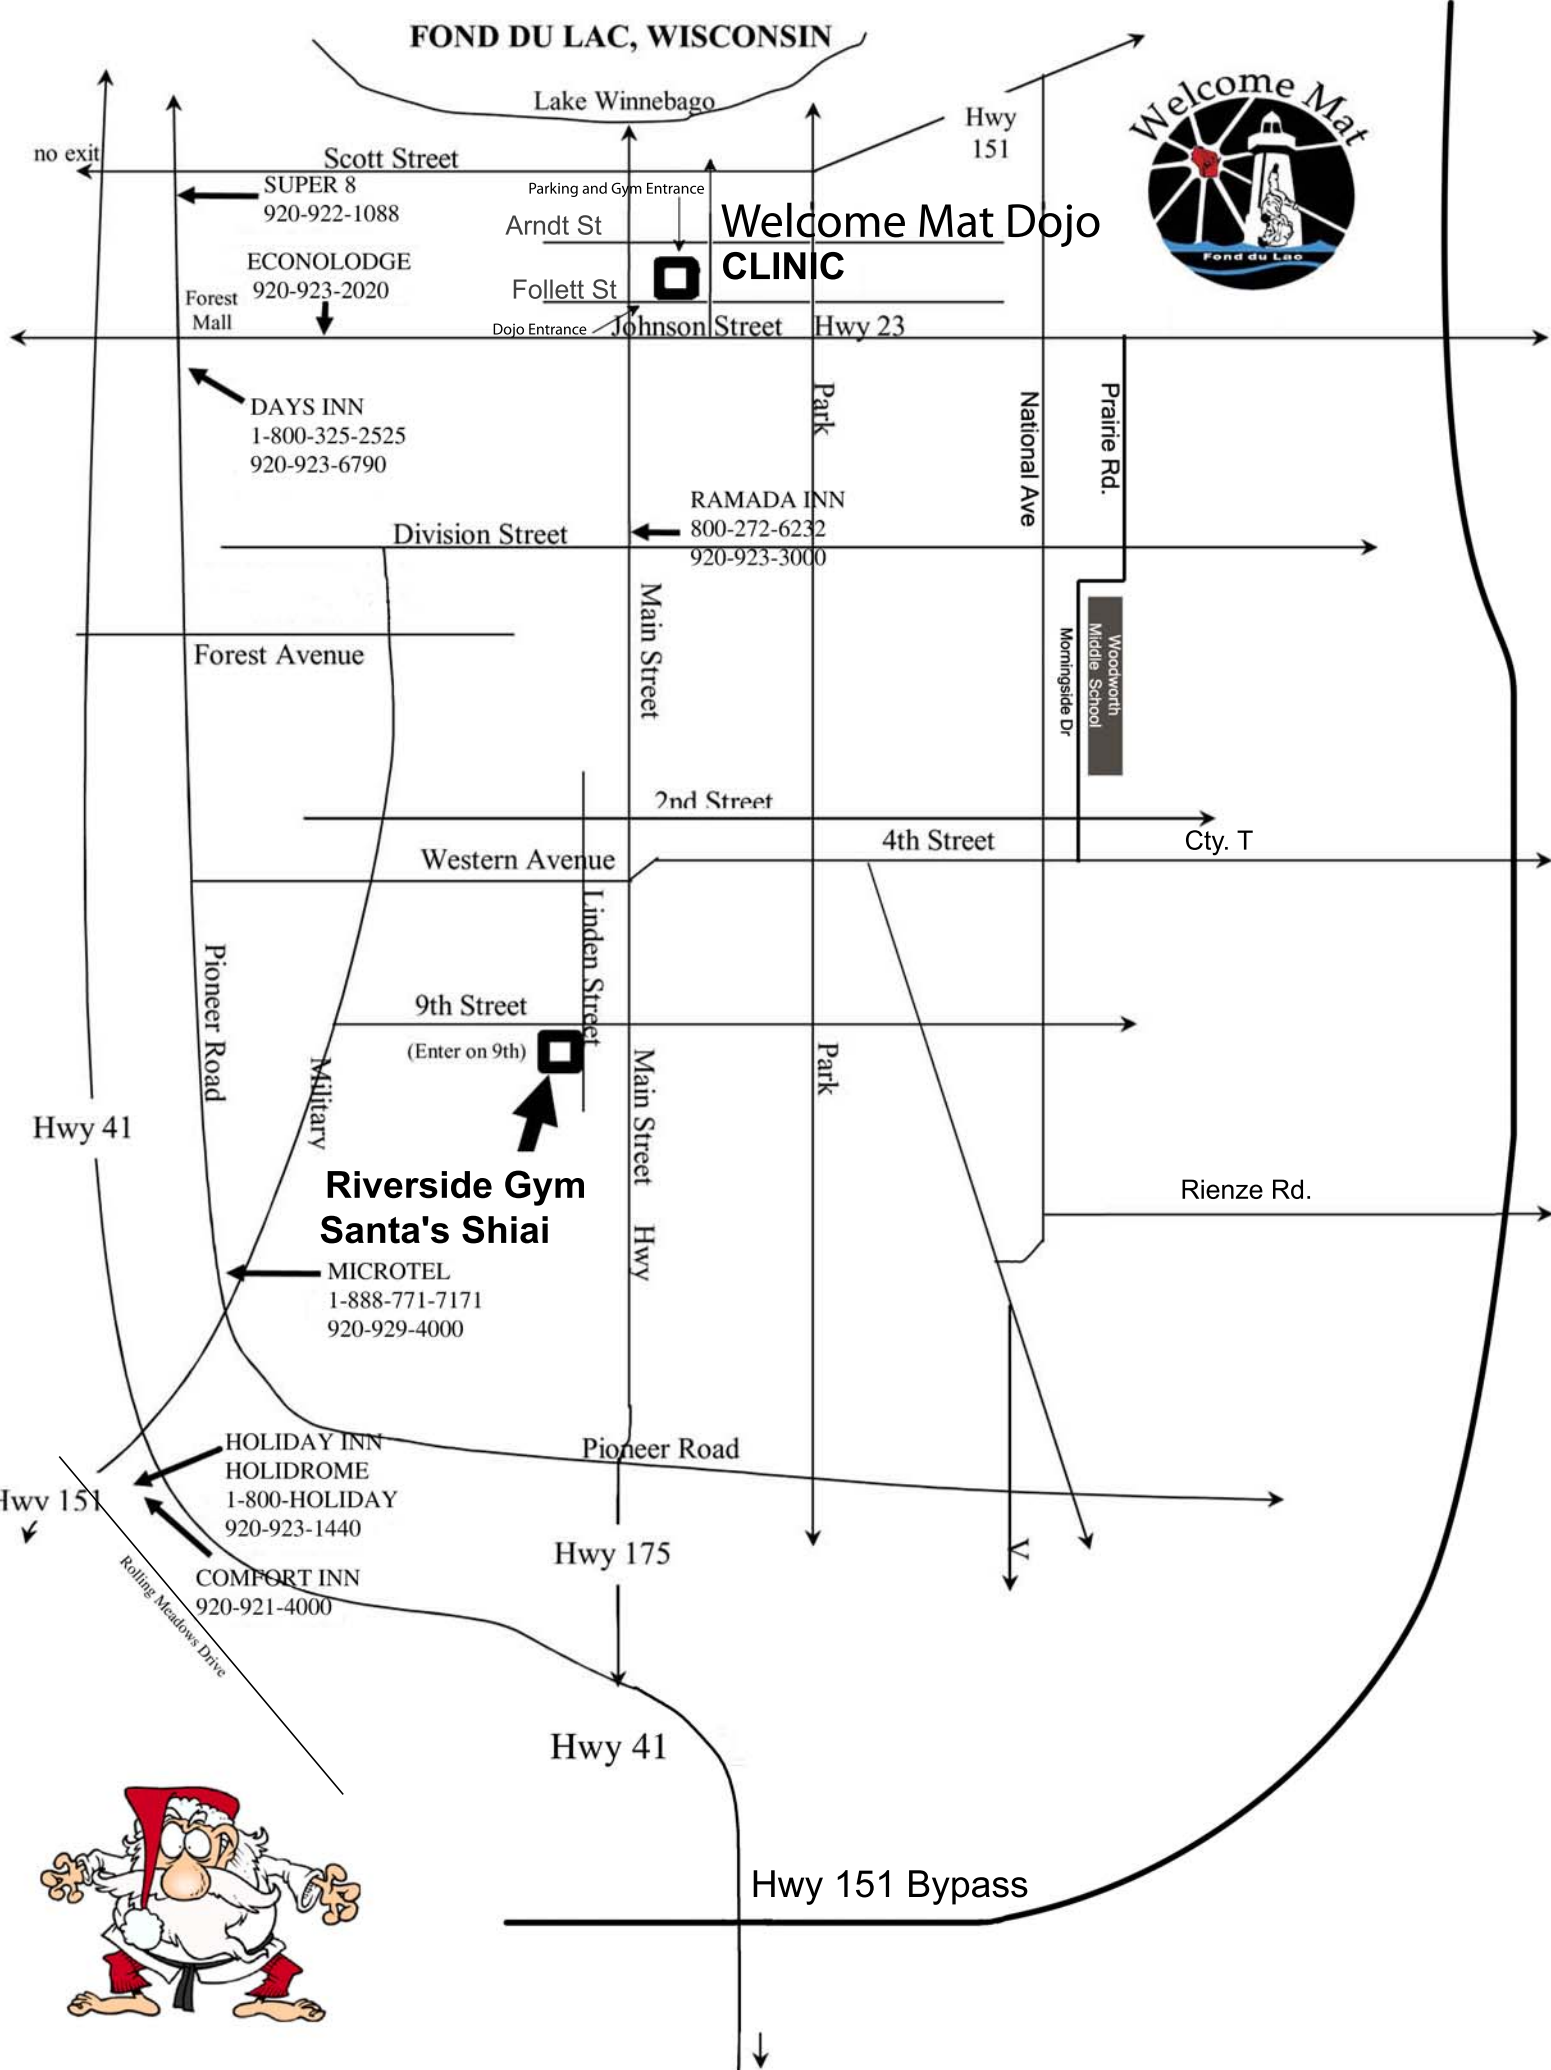 FOND DU LAC, WISCONSIN
Lake Winnebago
Welcome Mat
Fond du Lac
Hwy
151
no exit
Scott Street
SUPER 8
920-922-1088
Parking and Gym Entrance
Arndt St
Welcome Mat Dojo
CLINIC
ECONOLODGE
920-923-2020
Forest
Mall
Follett St
Dojo Entrance
Johnson Street
Hwy 23
DAYS INN
1-800-325-2525
920-923-6790
Park
National Ave
Prairie Rd.
RAMADA INN
800-272-6232
920-923-3000
Division Street
Main Street
Forest Avenue
Morningside Dr
Woodworth
Middle School
2nd Street
4th Street
Cty. T
Western Avenue
Linden Street
Pioneer Road
9th Street
(Enter on 9th)
Military
Main Street
Hwy
Park
Hwy 41
Riverside Gym
Santa's Shiai
Rienze Rd.
MICROTEL
1-888-771-7171
920-929-4000
HOLIDAY INN
HOLIDROME
1-800-HOLIDAY
920-923-1440
Pioneer Road
Hwy 151
Hwy 175
V
COMFORT INN
920-921-4000
Rolling Meadows Drive
Hwy 41
Hwy 151 Bypass